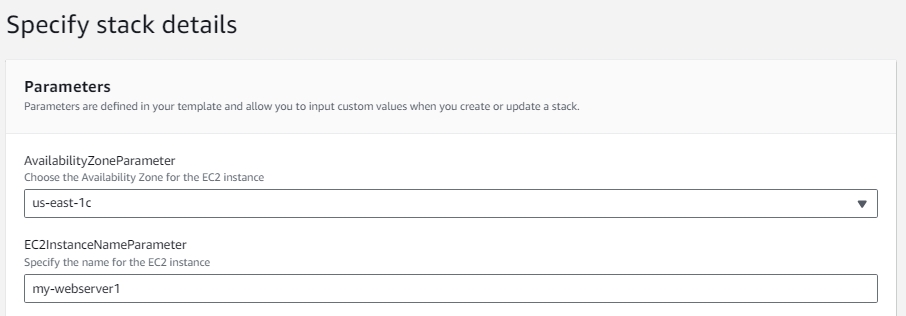 Specify stack details
Parameters
Parameters are defined in your template and allow you to input custom values when you create or update a stack.
AvailabilityZoneParameter
Choose the Availability Zone for the EC2 instance
us-east-1c
EC2InstanceNameParameter
Specify the name for the EC2 instance
my-webserver1